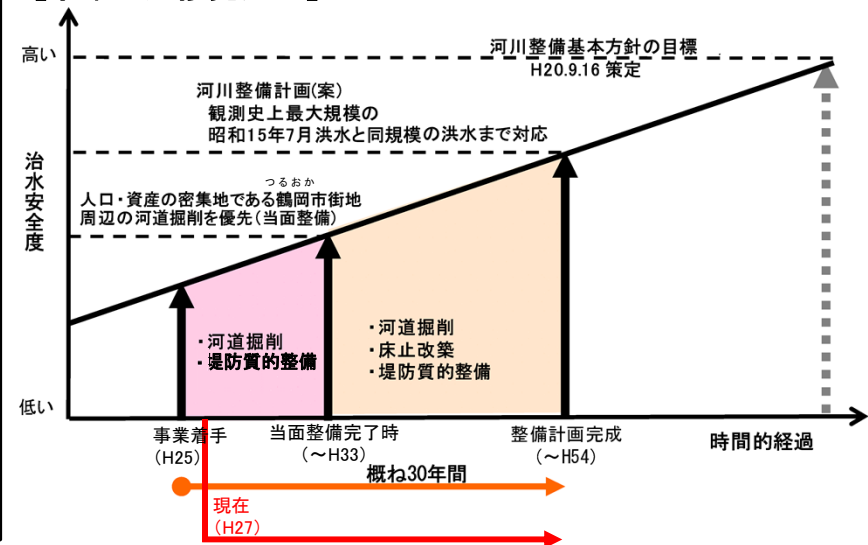 高い
河川整備基本方針の目標
H20.9.16 策定
河川整備計画(案)
観測史上最大規模の
昭和15年7月洪水と同規模の洪水まで対応
治水安全度
つるおか
人口・資産の密集地である鶴岡市街地
周辺の河道掘削を優先(当面整備)
・河道掘削
・堤防質的整備
・河道掘削
・床止改築
・堤防質的整備
低い
事業着手
(H25)
当面整備完了時
(～H33)
整備計画完成
(～H54)
時間的経過
概ね30年間
現在
(H27)